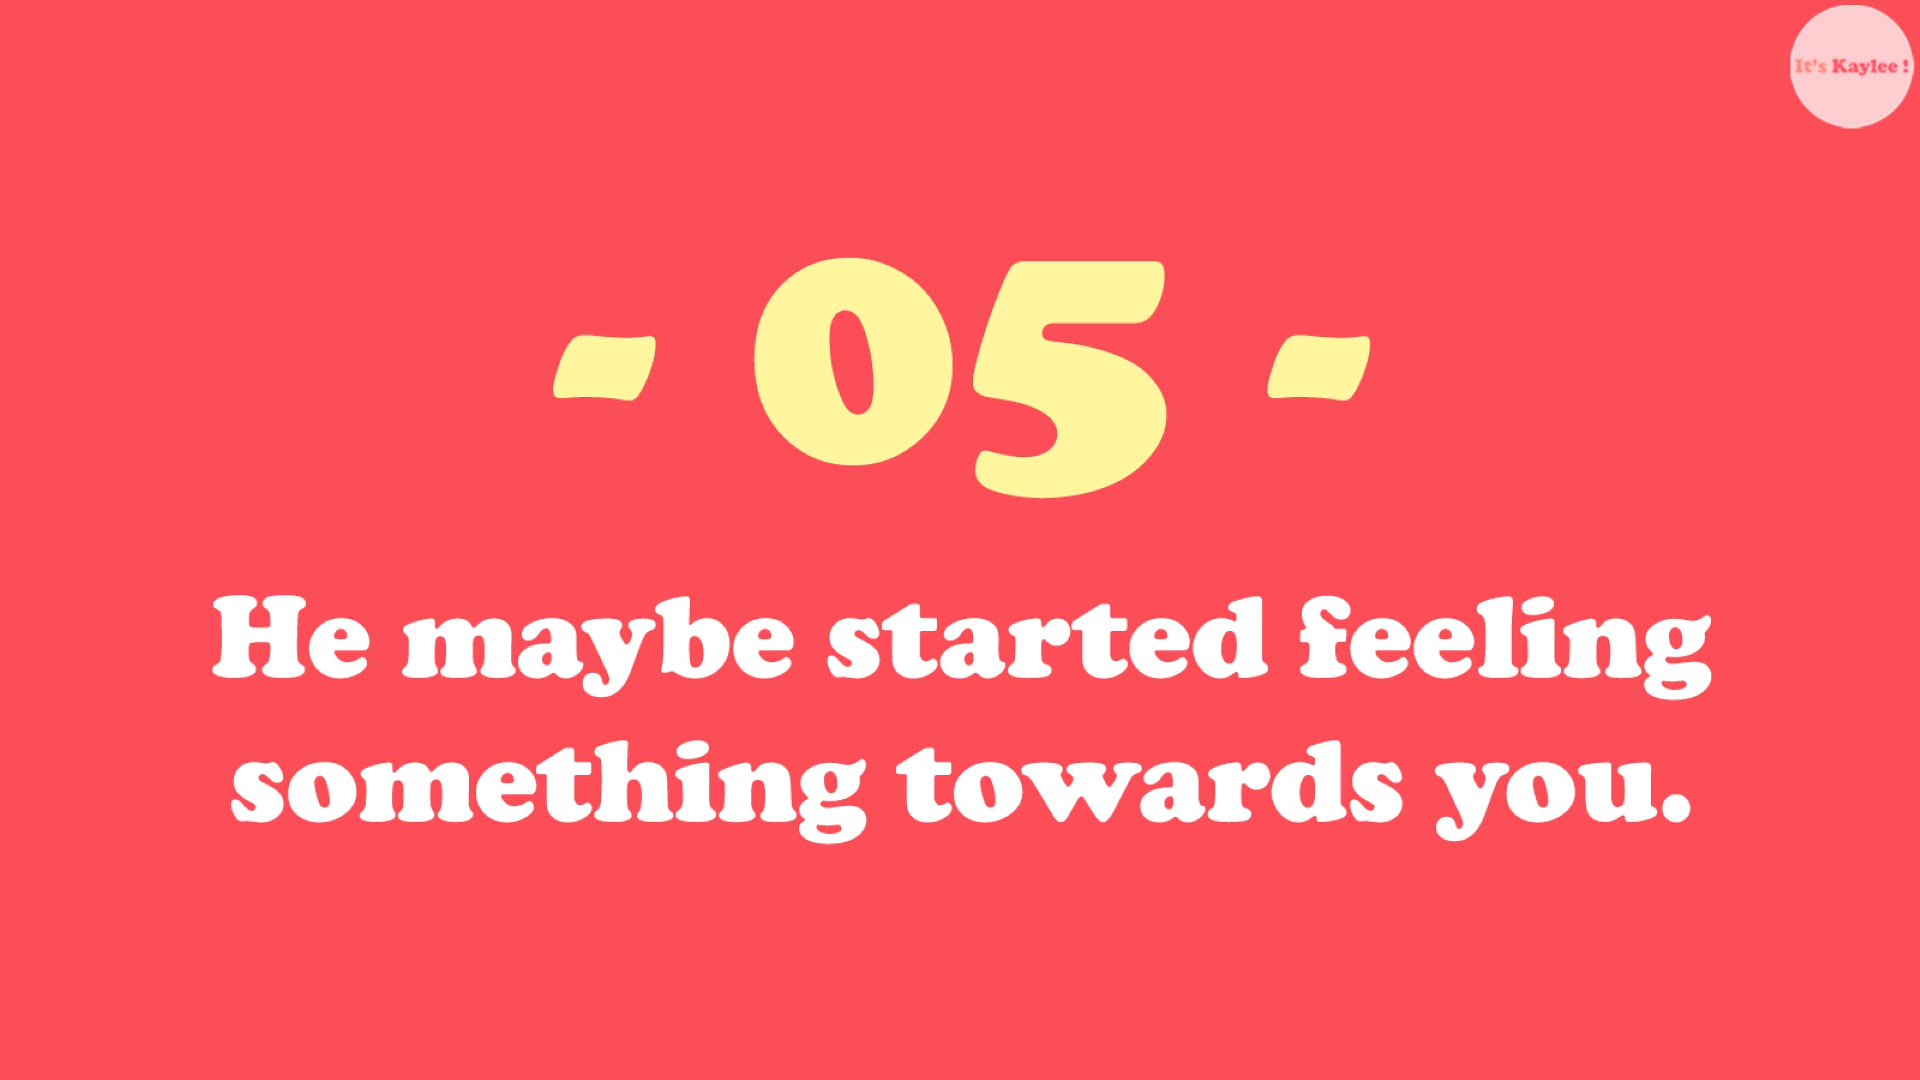 It's Kaylee !
- 05 -
He maybe started feeling
something towards you.